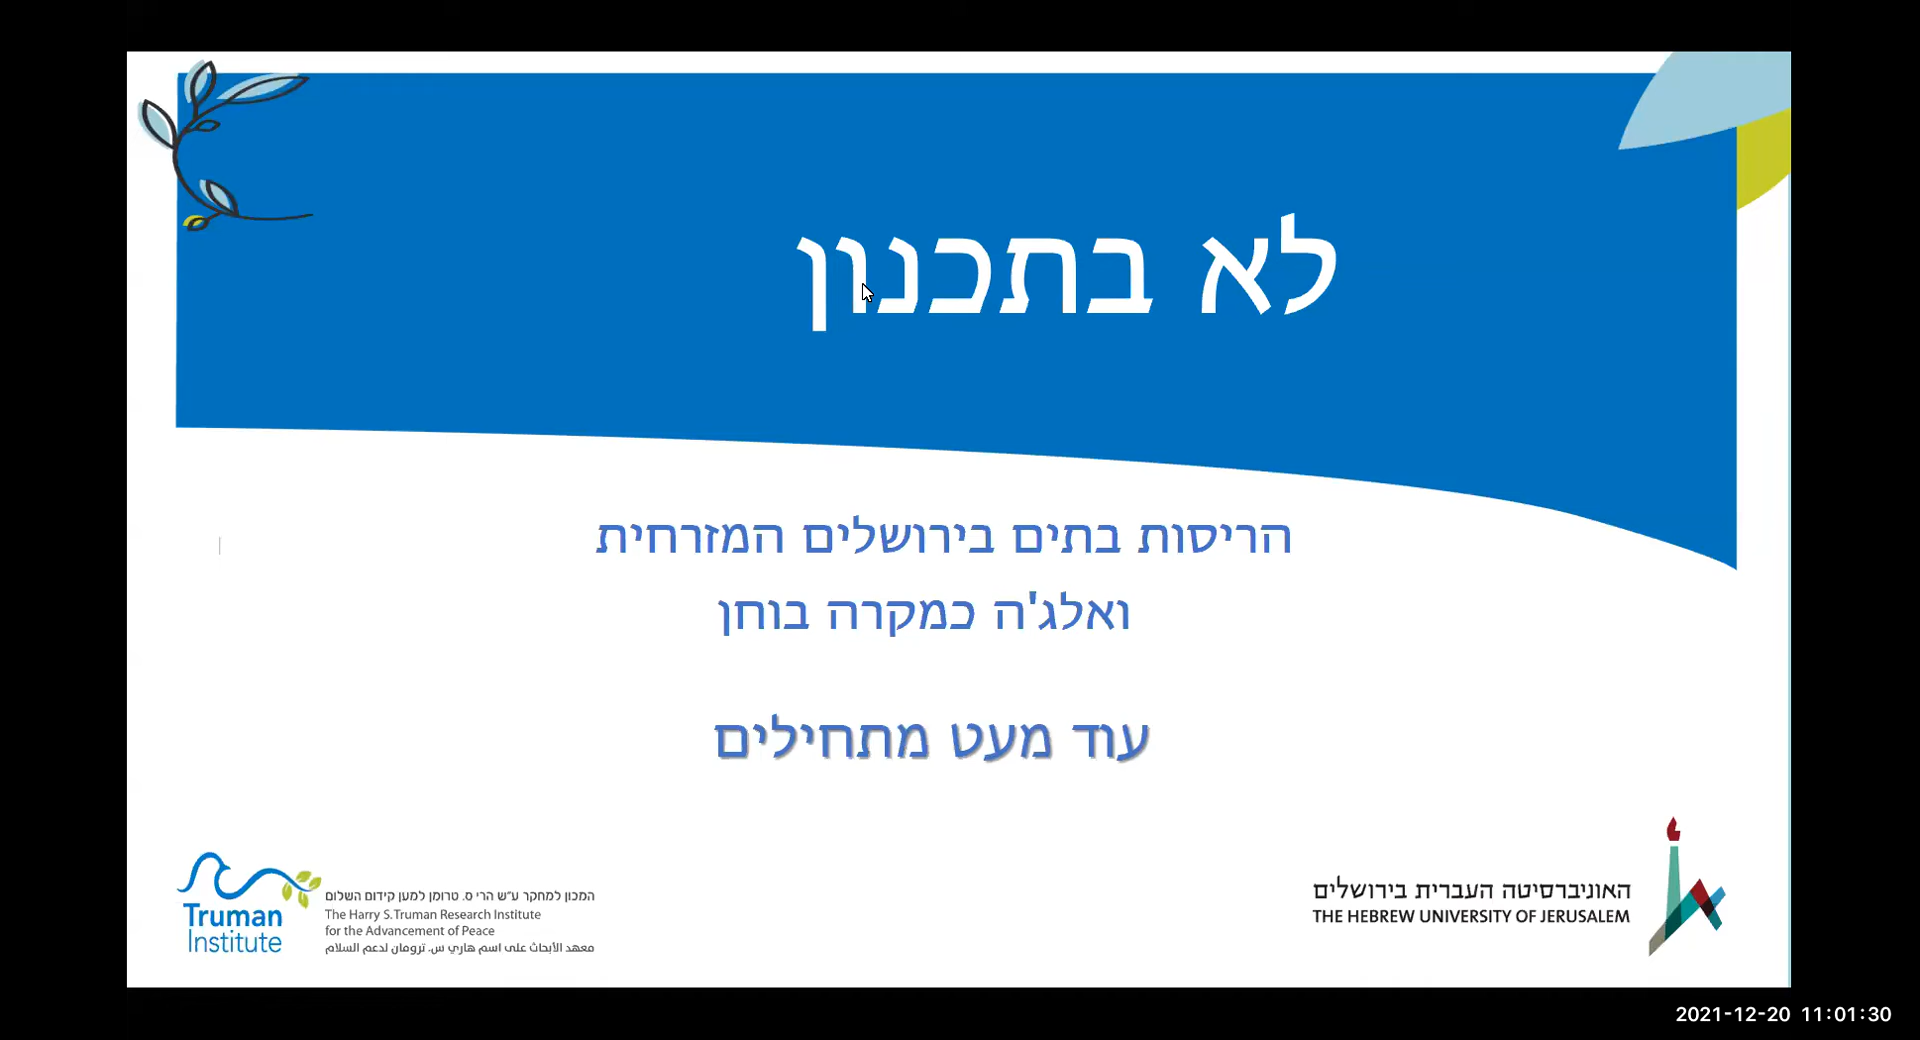 לא בתכנון
הריסות בתים בירושלים המזרחית
ואלג'ה כמקרה בוחן
עוד מעט מתחילים
Truman
Institute
המכון למחקר ע"ש הרי ס. טרומן למען קידום השלום
The Harry S. Truman Research Institute
for the Advancement of Peace
معهد الأبحاث على اسم هاري س. ترومان لدعم السلام
האוניברסיטה העברית בירושלים
THE HEBREW UNIVERSITY OF JERUSALEM
2021-12-20 11:01:30